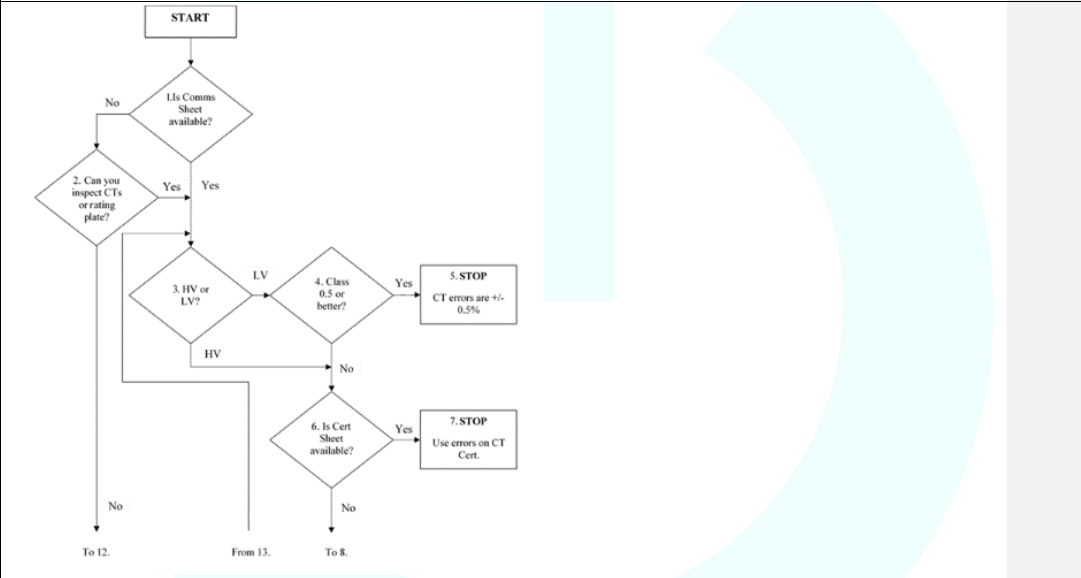 START
1.Is Comms
Sheet
available?
No
2. Can you
inspect CTs
or rating
plate?
Yes
Yes
3. HV or
LV?
LV
4. Class
0.5 or
better?
Yes
5. STOP
CT errors are +/-
0.5%
HV
No
6. Is Cert
Sheet
available?
Yes
7. STOP
Use errors on CT
Cert.
No
No
To 12.
From 13.
To 8.